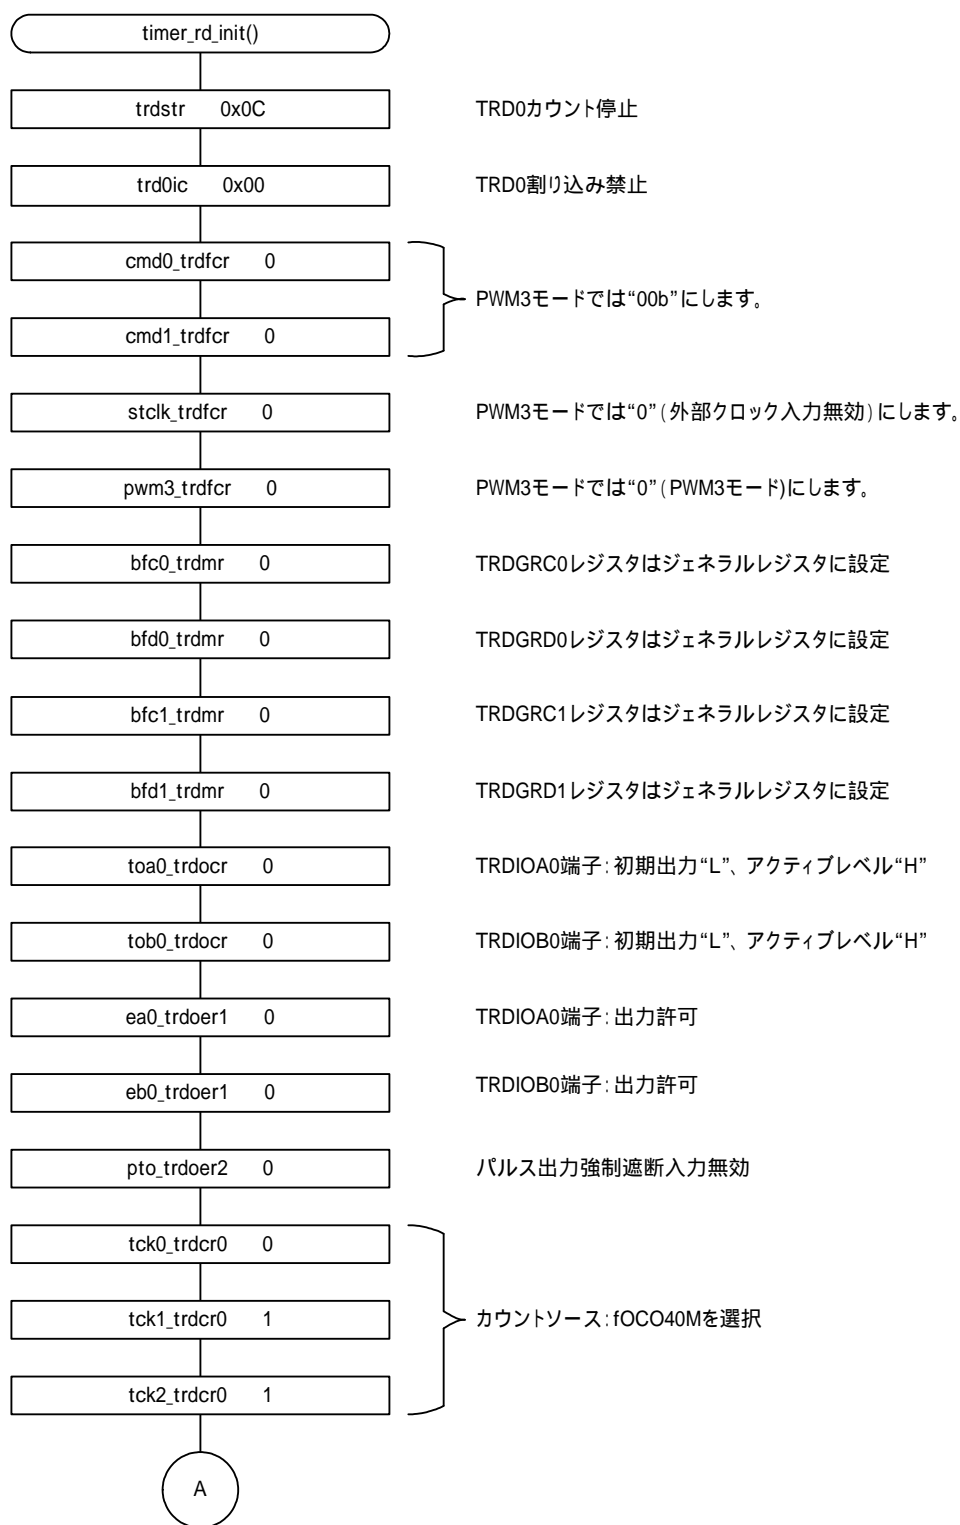 timer_rd_init()
trdstr 0x0C TRD0カウント停止
trd0ic 0x00 TRD0割り込み禁止
cmd0_trdfcr 0
PWM3モードでは“00b”にします。
cmd1_trdfcr 0
stclk_trdfcr 0 PWM3モードでは“0”(外部クロック入力無効)にします。
pwm3_trdfcr 0 PWM3モードでは“0”(PWM3モード)にします。
bfc0_trdmr 0 TRDGRC0レジスタはジェネラルレジスタに設定
bfd0_trdmr 0 TRDGRD0レジスタはジェネラルレジスタに設定
bfc1_trdmr 0 TRDGRC1レジスタはジェネラルレジスタに設定
bfd1_trdmr 0 TRDGRD1レジスタはジェネラルレジスタに設定
toa0_trdocr 0 TRDIOA0端子:初期出力“L”、アクティブレベル“H”
tob0_trdocr 0 TRDIOB0端子:初期出力“L”、アクティブレベル“H”
ea0_trdoer1 0 TRDIOA0端子:出力許可
eb0_trdoer1 0 TRDIOB0端子:出力許可
pto_trdoer2 0 パルス出力強制遮断入力無効
tck0_trdcr0 0
tck1_trdcr0 1 カウントソース:fOCO40Mを選択
tck2_trdcr0 1
A